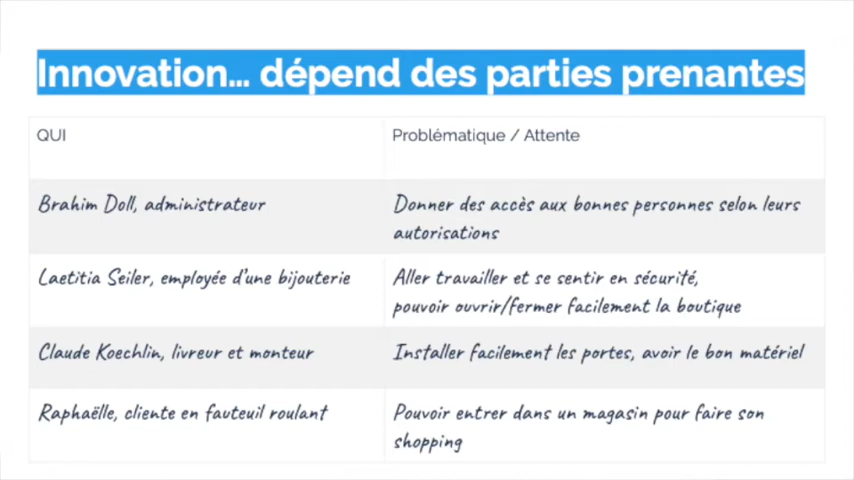 Innovation... dépend des parties prenantes
QUI
Problématique / Attente
Brahim Doll, administrateur
Donner des accès aux bonnes personnes selon leurs
autorisations
Laetitia Seiler, employée d'une bijouterie
Aller travailler et se sentir en sécurité,
pouvoir ouvrir/fermer facilement la boutique
Claude Koechlin, livreur et monteur
Installer facilement les portes, avoir le bon matériel
Raphaëlle, cliente en fauteuil roulant
Pouvoir entrer dans un magasin pour faire son
shopping